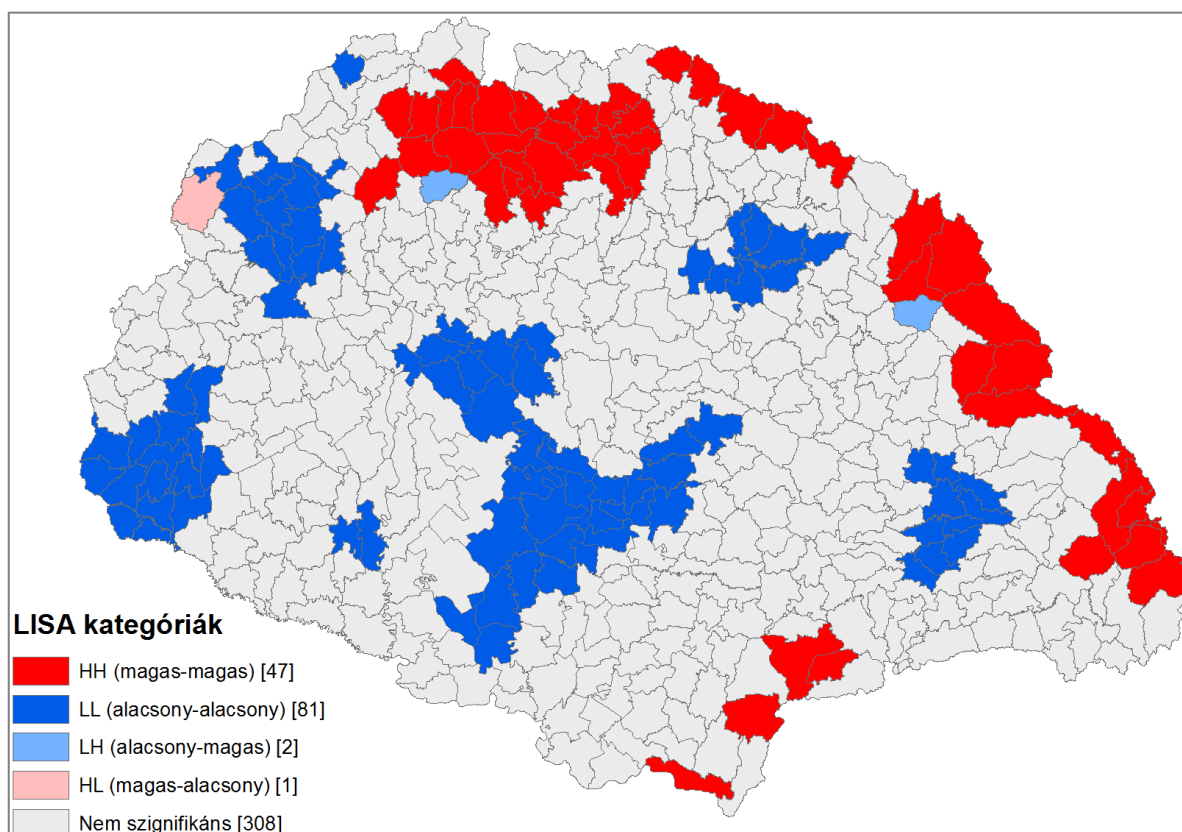 LISA kategóriák
HH (magas-magas) [47]
LL (alacsony-alacsony) [81]
LH (alacsony-magas) [2]
HL (magas-alacsony) [1]
Nem szignifikáns [308]